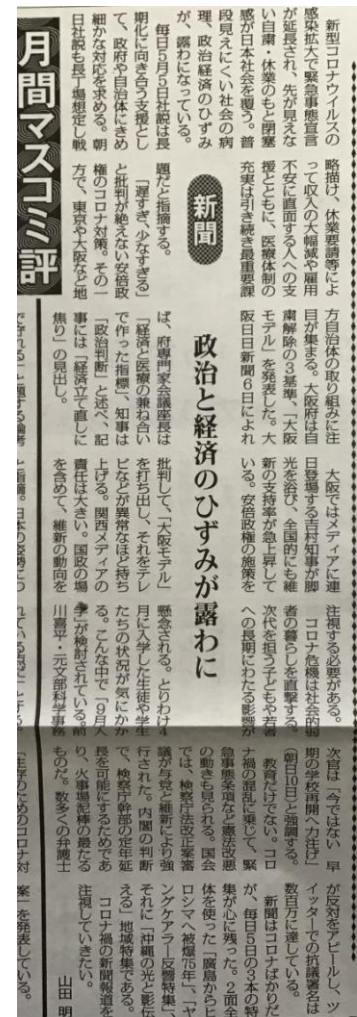 月間マスコミ評
新聞
政治と経済のひずみが露わに
新型コロナウイルスの
感染拡大で緊急事態宣言
が延長され、先が見えな
い自粛・休業のもと閉塞
感が日本社会を覆う。普
段見えにくい社会の病
理、政治経済のひずみ
が、露わになっている。
毎日5月5日社説は長
期化に向き合う支援とし
て、政府や自治体にきめ
細かな対応を求める。朝
日社説も長丁場想定し戦
略描け、休業要請等によ
って収入の大幅減や雇用
不安に直面する人への支
援とともに、医療体制の
充実は引き続き最重要課
題だと指摘する。
「遅すぎ、少なすぎる」
と批判が絶えない安倍政
権のコロナ対策。その一
方で、東京や大阪など地
方自治体の取り組みに注
目が集まる。大阪府は自
粛解除の3基準、「大阪
モデル」を発表した。大
阪日日新聞6日によれ
ば、府専門家会議座長は
「経済と医療の兼ね合い
で作った指標」、知事は
「政治判断」と述べ、記
事には「経済立て直しに
焦り」の見出し。
大阪ではメディアに連
日登場する吉村知事が脚
光を浴び、全国的にも維
新の支持率が急上昇して
いる。安倍政権の施策を
批判して、「大阪モデル」
を打ち出し、それをテレ
ビなどが異常なほど持ち
上げる。関西メディアの
責任は大きい。国政の場
を含めて、維新の動向を
注視する必要がある。
コロナ危機は社会的弱
者の暮らしを直撃する。
次代を担う子どもや若者
への長期にわたる影響が
懸念される。とりわけ4
月に入学した生徒や学生
たちの状況が気にかか
る。こんな中で「9月入
学」が検討されている。前
川喜平・元文部科学事務
次官は「今ではない 早
期の学校再開へ力注げ」
(朝日10日)と強調する。
教育だけでない。コロ
ナ禍の混乱に乗じて、緊
急事態条項など憲法改悪
の動きも見られる。国会
では、検察庁法改正案審
議が与党と維新により強
行された。内閣の判断
で、検察庁幹部の定年延
長を可能にするためであ
り、火事場泥棒の最たる
ものだ。数多くの弁護士
が反対をアピールし、ツ
イッターでの抗議署名は
数百万に達している。
新聞はコロナばかりだ
が、毎日5日の3本の特
集が心に残った。2面全
体を使った「廣島からヒ
ロシマへ被爆75年」、「ヤ
ングケアラー反響特集」、
それに「沖縄の光と影伝
える」地域特集である。
コロナ禍の新聞報道を
注視していきたい。
山田 明